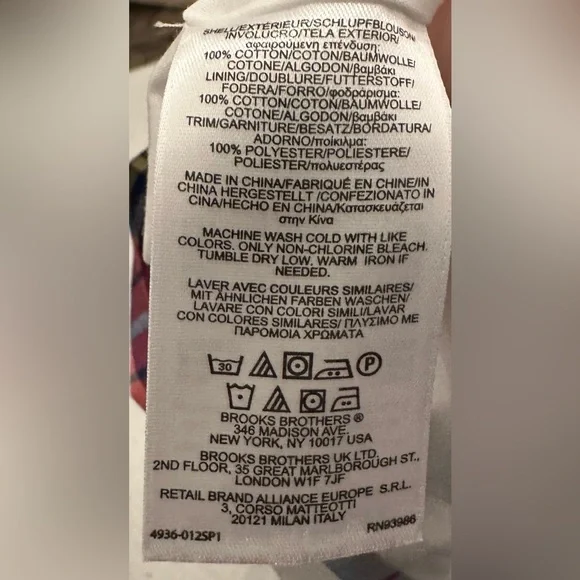 SHELL/EXTÉRIEUR/SCHLUPFBLOUSON/
INVOLUCRO/TELA EXTERIOR/
αφαιρούμενη επένδυση:
100% COTTON/COTON/BAUMWOLLE/
COTONE/ALGODON/βαμβάκι
LINING/DOUBLURE/FUTTERSTOFF/
FODERA/FORRO/φοδράρισμα:
100% COTTON/COTON/BAUMWOLLE/
COTONE/ALGODON/βαμβάκι
TRIM/GARNITURE/BESATZ/BORDATURA/
ADORNO/ποίκιλμα:
100% POLYESTER/POLIESTERE/
POLIESTER/πολυεστέρας
MADE IN CHINA/FABRIQUÉ EN CHINE/IN
CHINA HERGESTELLT /CONFEZIONATO IN
CINA/HECHO EN CHINA/Κατασκευάζεται
στην Κίνα
MACHINE WASH COLD WITH LIKE
COLORS. ONLY NON-CHLORINE BLEACH.
TUMBLE DRY LOW. WARM IRON IF
NEEDED.
LAVER AVEC COULEURS SIMILAIRES/
MIT ÄHNLICHEN FARBEN WASCHEN/
LAVARE CON COLORI SIMILI/LAVAR
CON COLORES SIMILARES/ ΠΛΥΣΙΜΟ ΜΕ
ΠΑΡΟΜΟΙΑ ΧΡΩΜΑΤΑ
30 P
BROOKS BROTHERS ®
346 MADISON AVE.
NEW YORK, NY 10017 USA
BROOKS BROTHERS UK LTD.
2ND FLOOR, 35 GREAT MARLBOROUGH ST.,
LONDON W1F 7JF
RETAIL BRAND ALLIANCE EUROPE S.R.L.
3, CORSO MATTEOTTI
20121 MILAN ITALY
4936-012SP1 RN93986